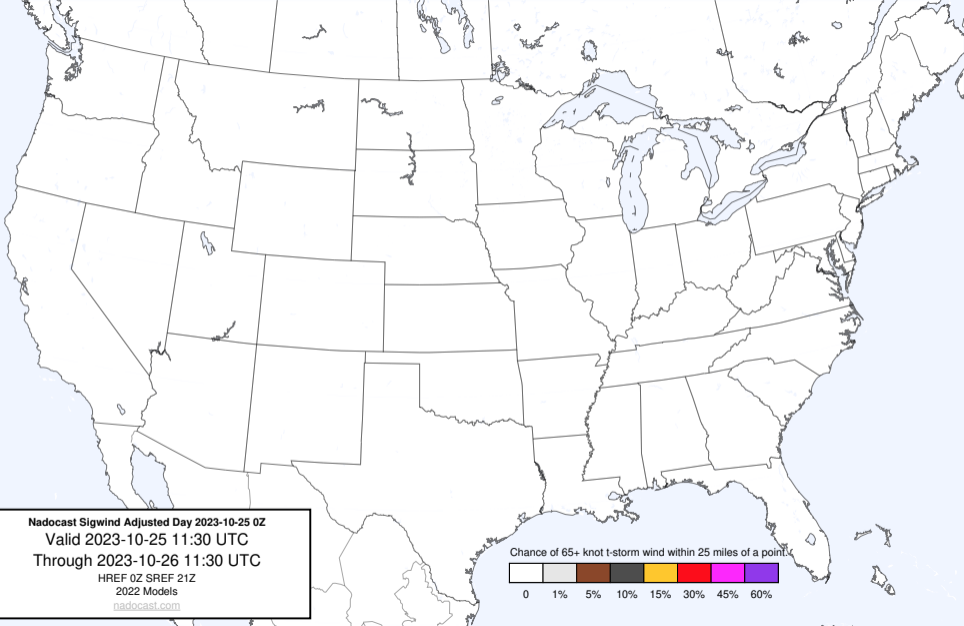 Nadocast Sigwind Adjusted Day 2023-10-25 0Z
Valid 2023-10-25 11:30 UTC
Through 2023-10-26 11:30 UTC
HREF 0Z SREF 21Z
2022 Models
nadocast.com
Chance of 65+ knot t-storm wind within 25 miles of a point.
0 1% 5% 10% 15% 30% 45% 60%